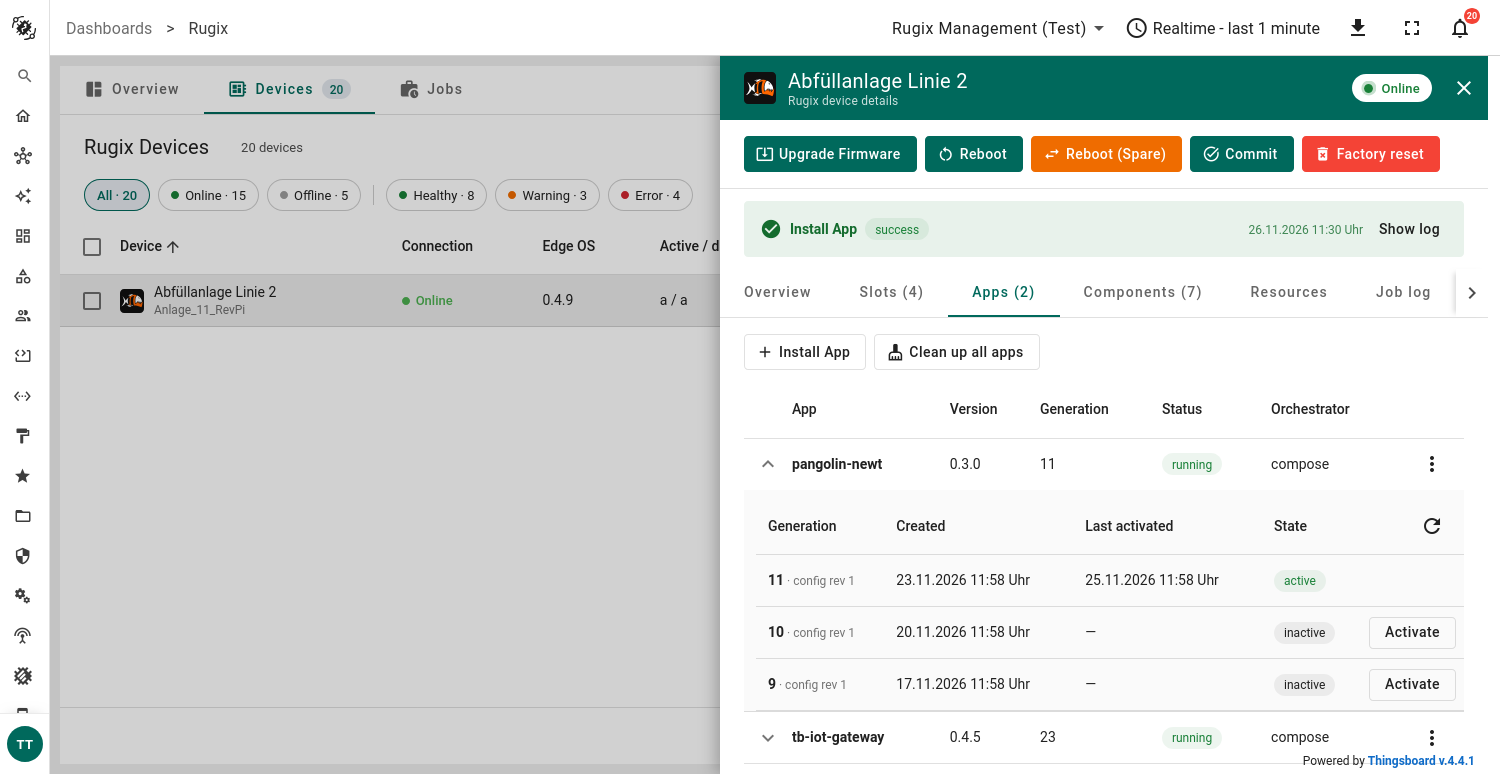 Dashboards > Rugix
Rugix Management (Test)
Realtime - last 1 minute
20
Overview
Devices 20
Jobs
Rugix Devices 20 devices
All · 20
Online · 15
Offline · 5
Healthy · 8
Warning · 3
Error · 4
Device Connection Edge OS Active / d
Abfüllanlage Linie 2
Anlage_11_RevPi
Online 0.4.9 a / a
TT
Abfüllanlage Linie 2
Rugix device details
Online
Upgrade Firmware
Reboot
Reboot (Spare)
Commit
Factory reset
Install App success 26.11.2026 11:30 Uhr Show log
Overview Slots (4) Apps (2) Components (7) Resources Job log
Install App
Clean up all apps
App Version Generation Status Orchestrator
pangolin-newt 0.3.0 11 running compose
Generation Created Last activated State
11 · config rev 1 23.11.2026 11:58 Uhr 25.11.2026 11:58 Uhr active
10 · config rev 1 20.11.2026 11:58 Uhr — inactive Activate
9 · config rev 1 17.11.2026 11:58 Uhr — inactive Activate
tb-iot-gateway 0.4.5 23 running compose
Powered by Thingsboard v.4.4.1